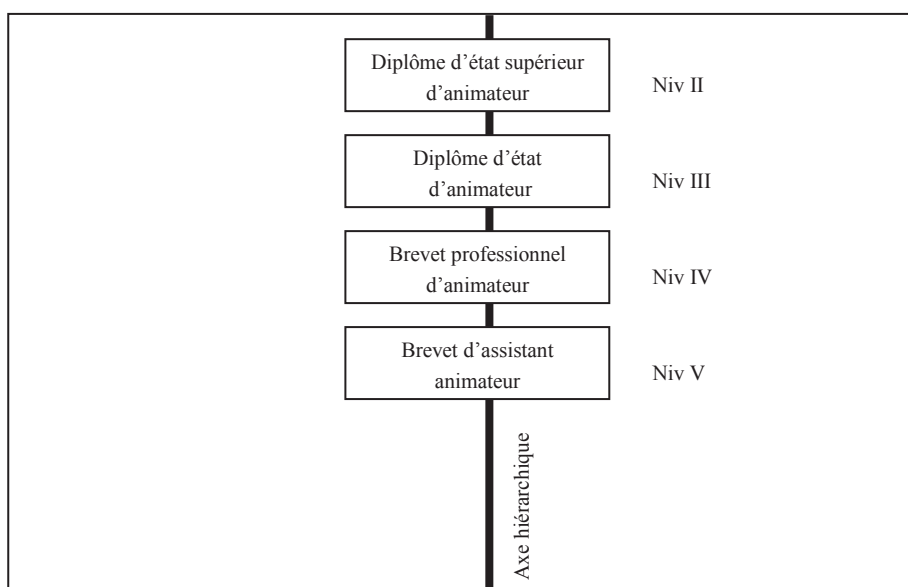 Diplôme d’état supérieur
d’animateur
Niv II
Diplôme d’état
d’animateur
Niv III
Brevet professionnel
d’animateur
Niv IV
Brevet d’assistant
animateur
Niv V
Axe hiérarchique